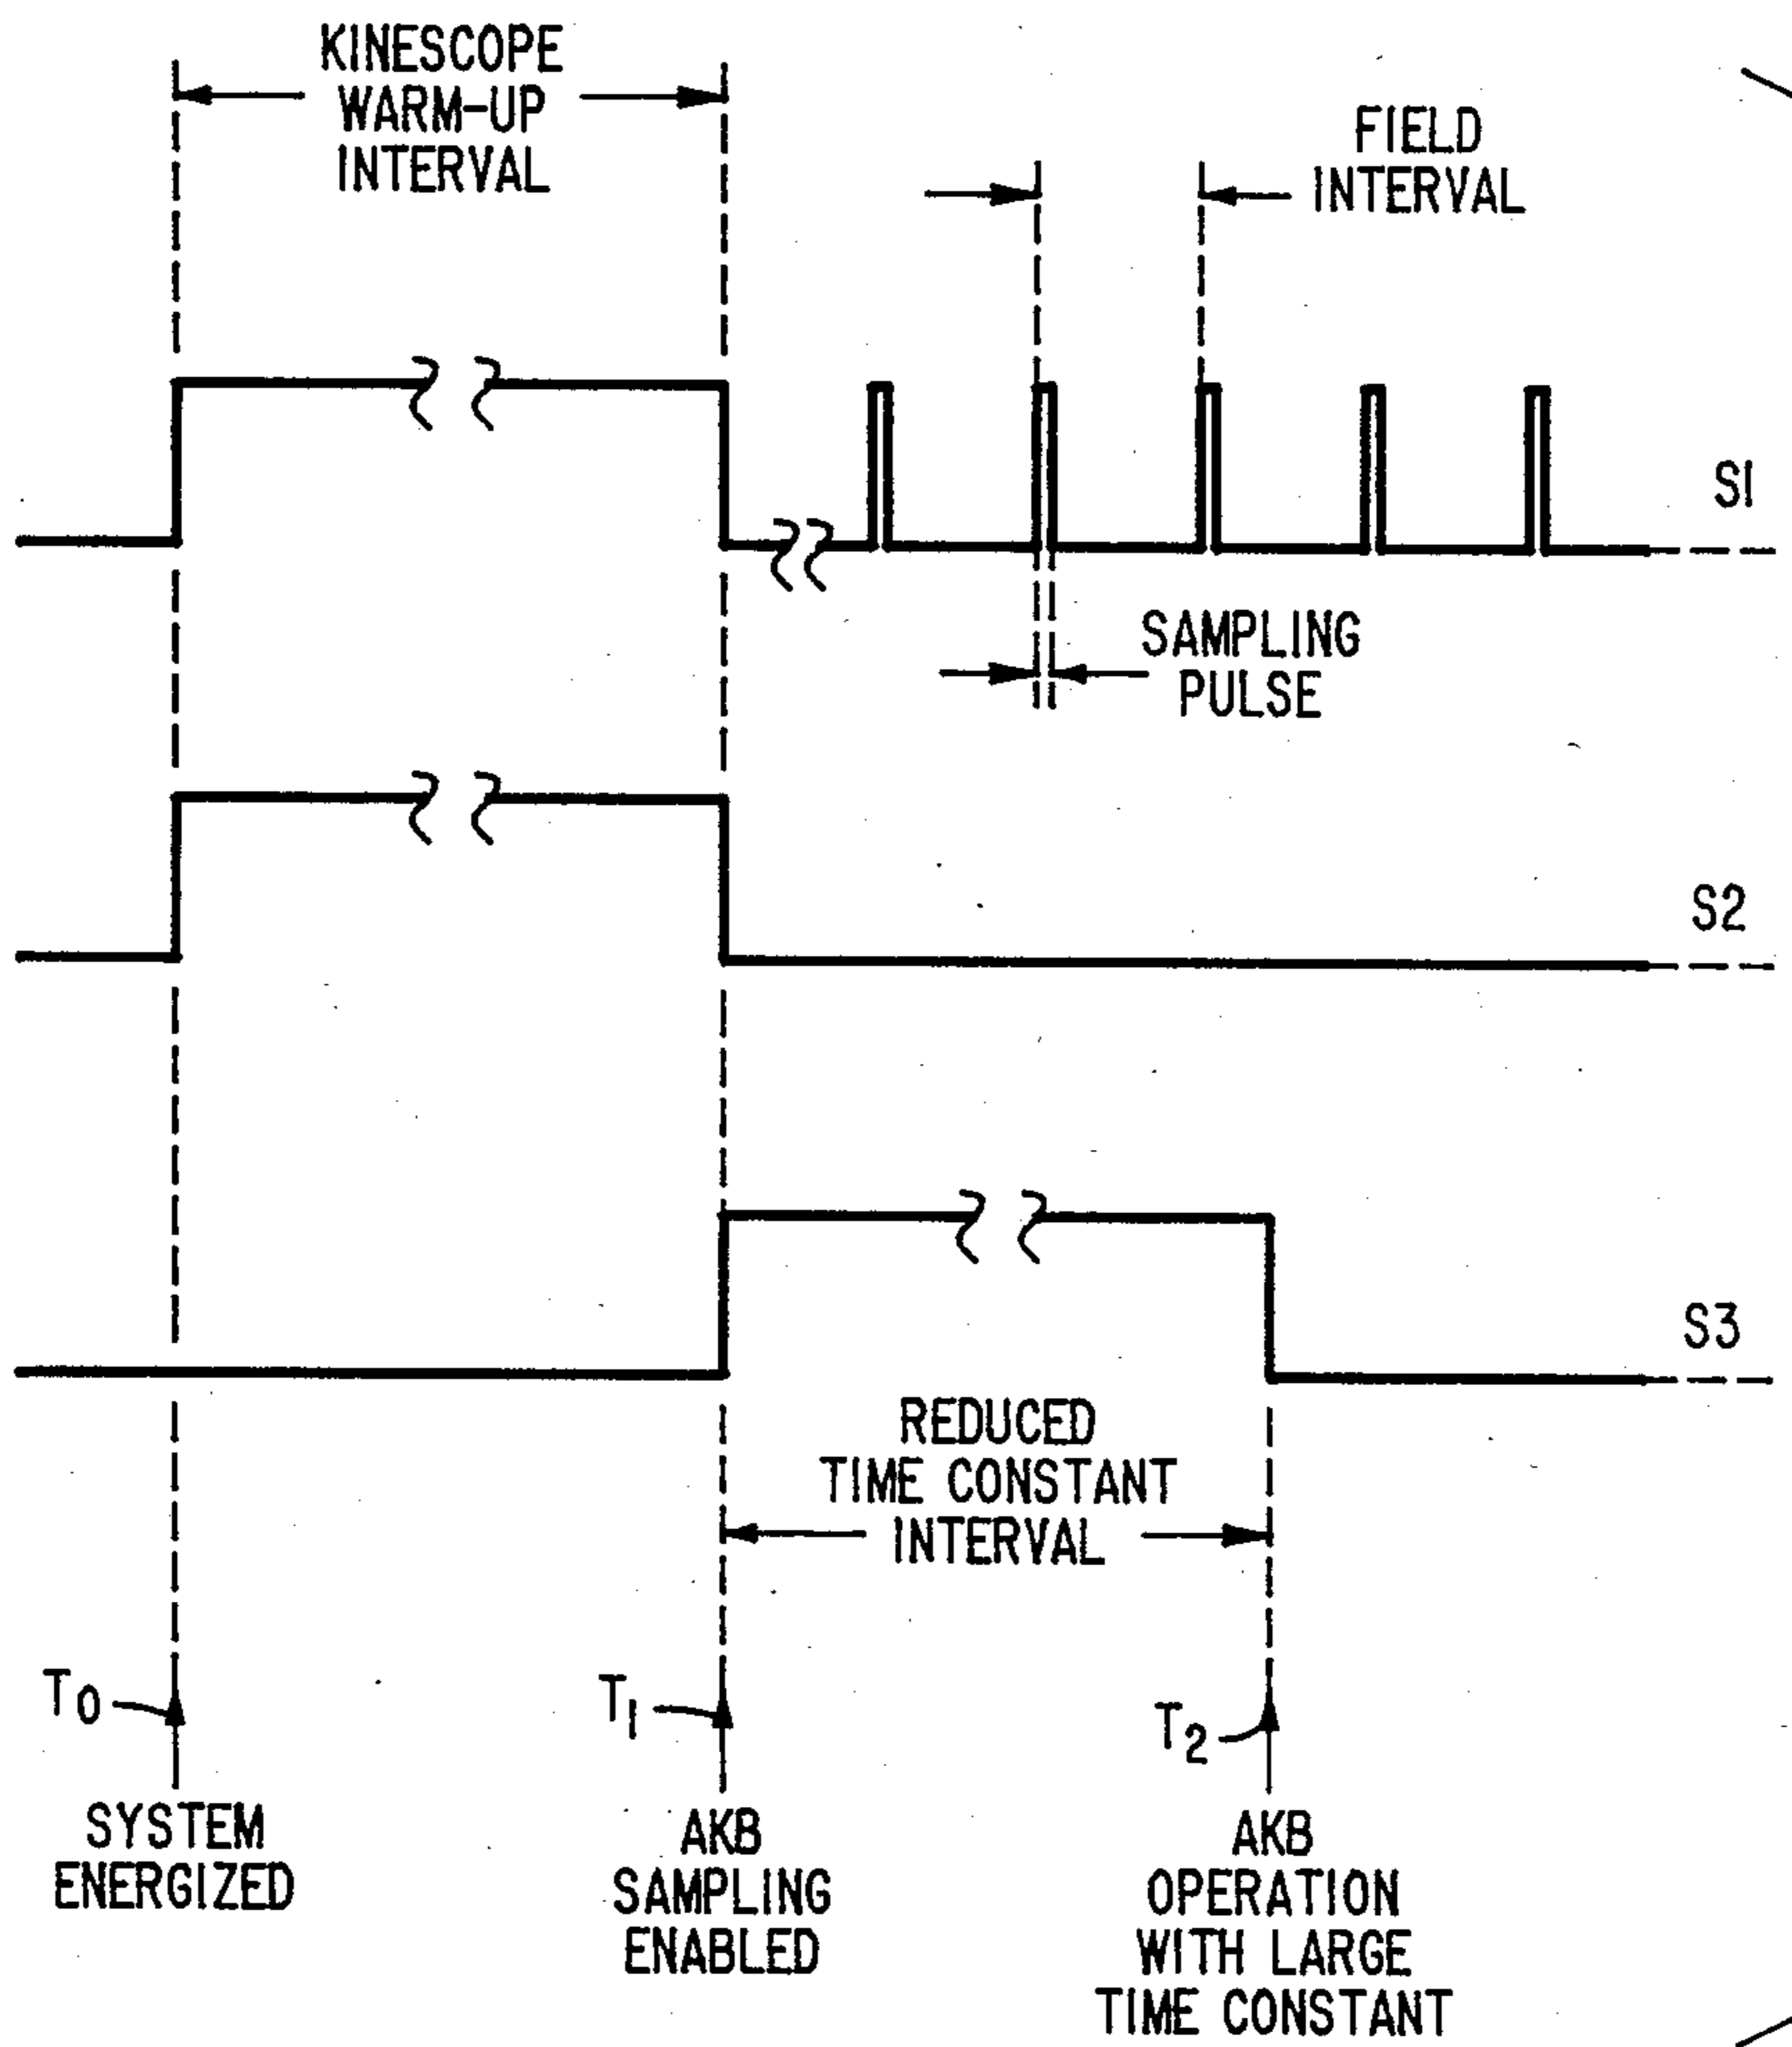 KINESCOPE
WARM-UP
INTERVAL
FIELD
INTERVAL
S1
SAMPLING
PULSE
S2
S3
REDUCED
TIME CONSTANT
INTERVAL
T0
T1
T2
SYSTEM
ENERGIZED
AKB
SAMPLING
ENABLED
AKB
OPERATION
WITH LARGE
TIME CONSTANT